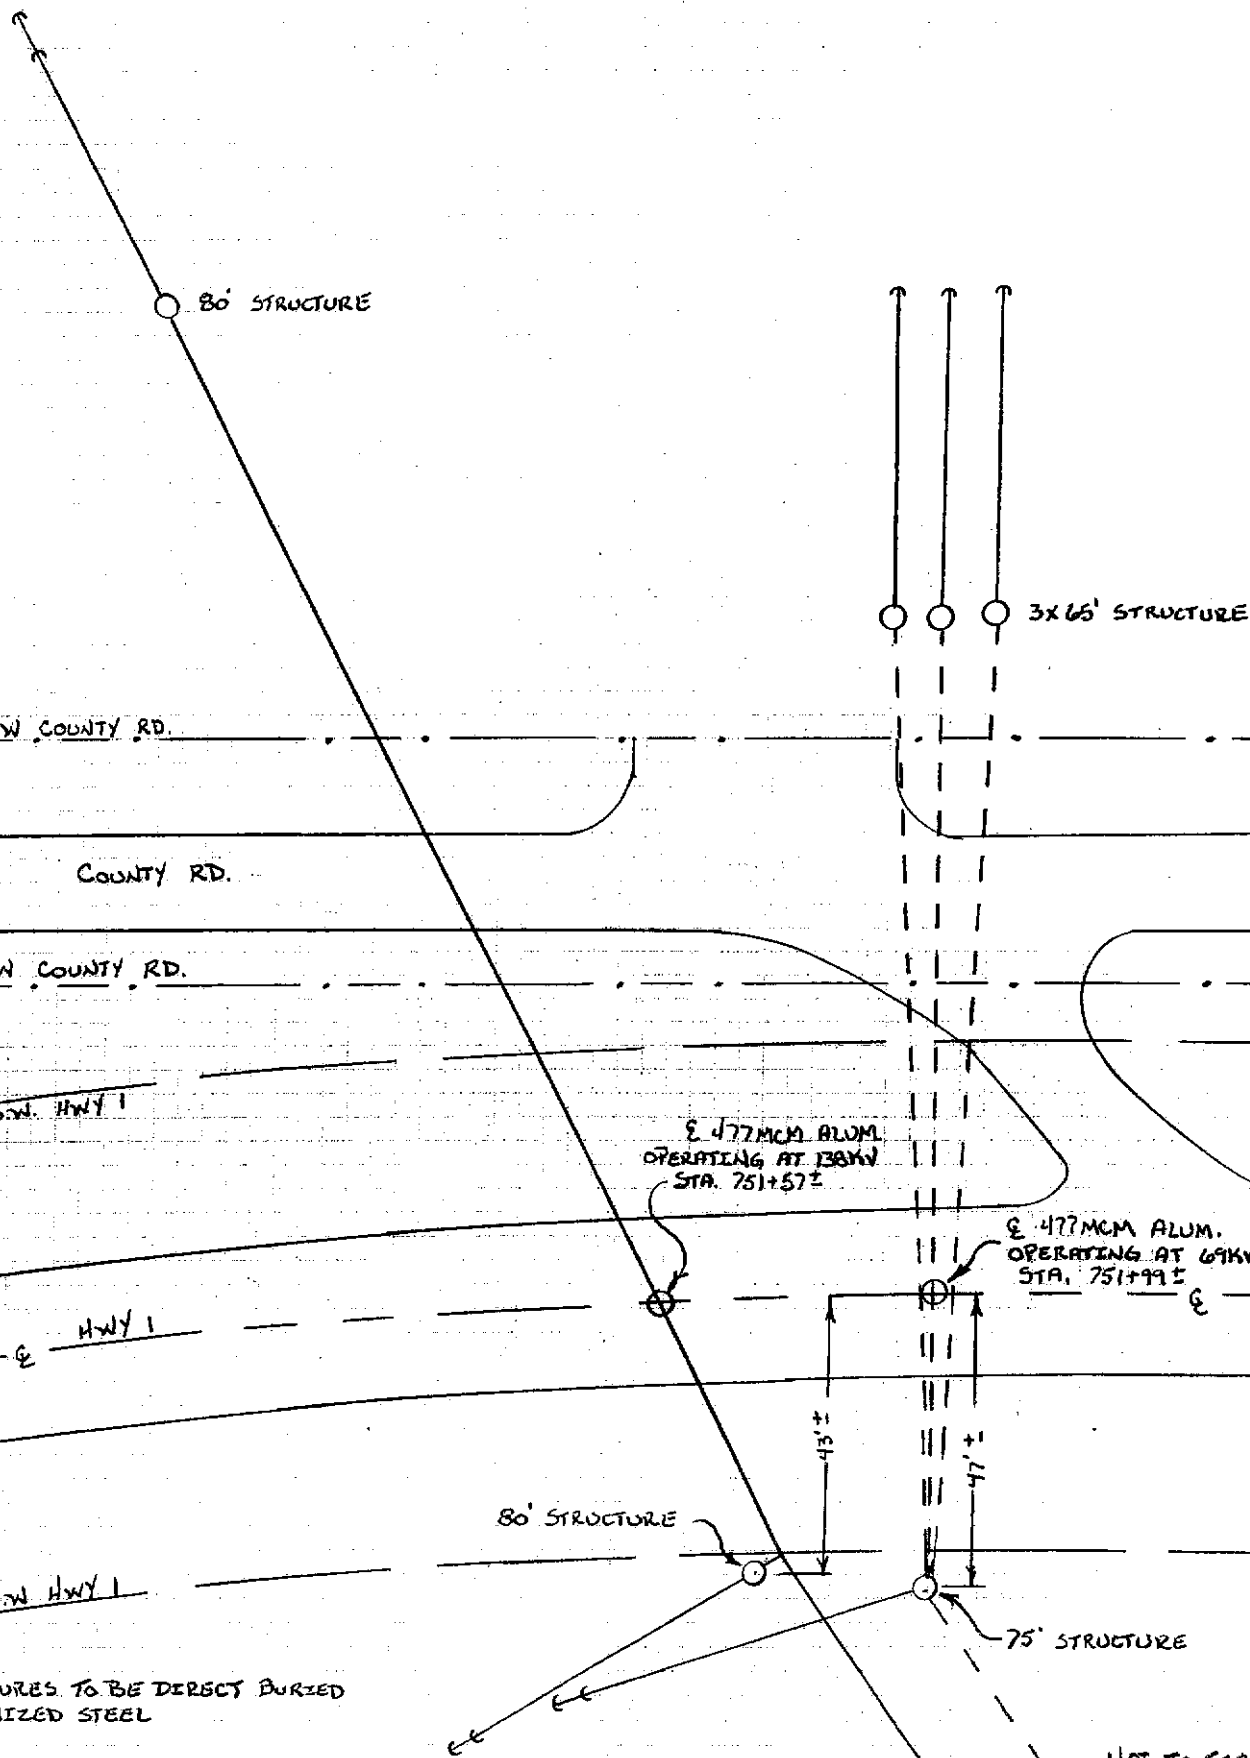 80' STRUCTURE
3X65' STRUCTURE
W COUNTY RD.
COUNTY RD.
W COUNTY RD.
.W. HWY 1
℄ 477MCM ALUM
OPERATING AT 138KV
STA. 751+57±
℄ 477MCM ALUM.
OPERATING AT 69KV
STA. 751+99±
℄
HWY 1
℄
43'±
47'±
80' STRUCTURE
.W HWY 1
75' STRUCTURE
URES TO BE DIRECT BURIED
IZED STEEL